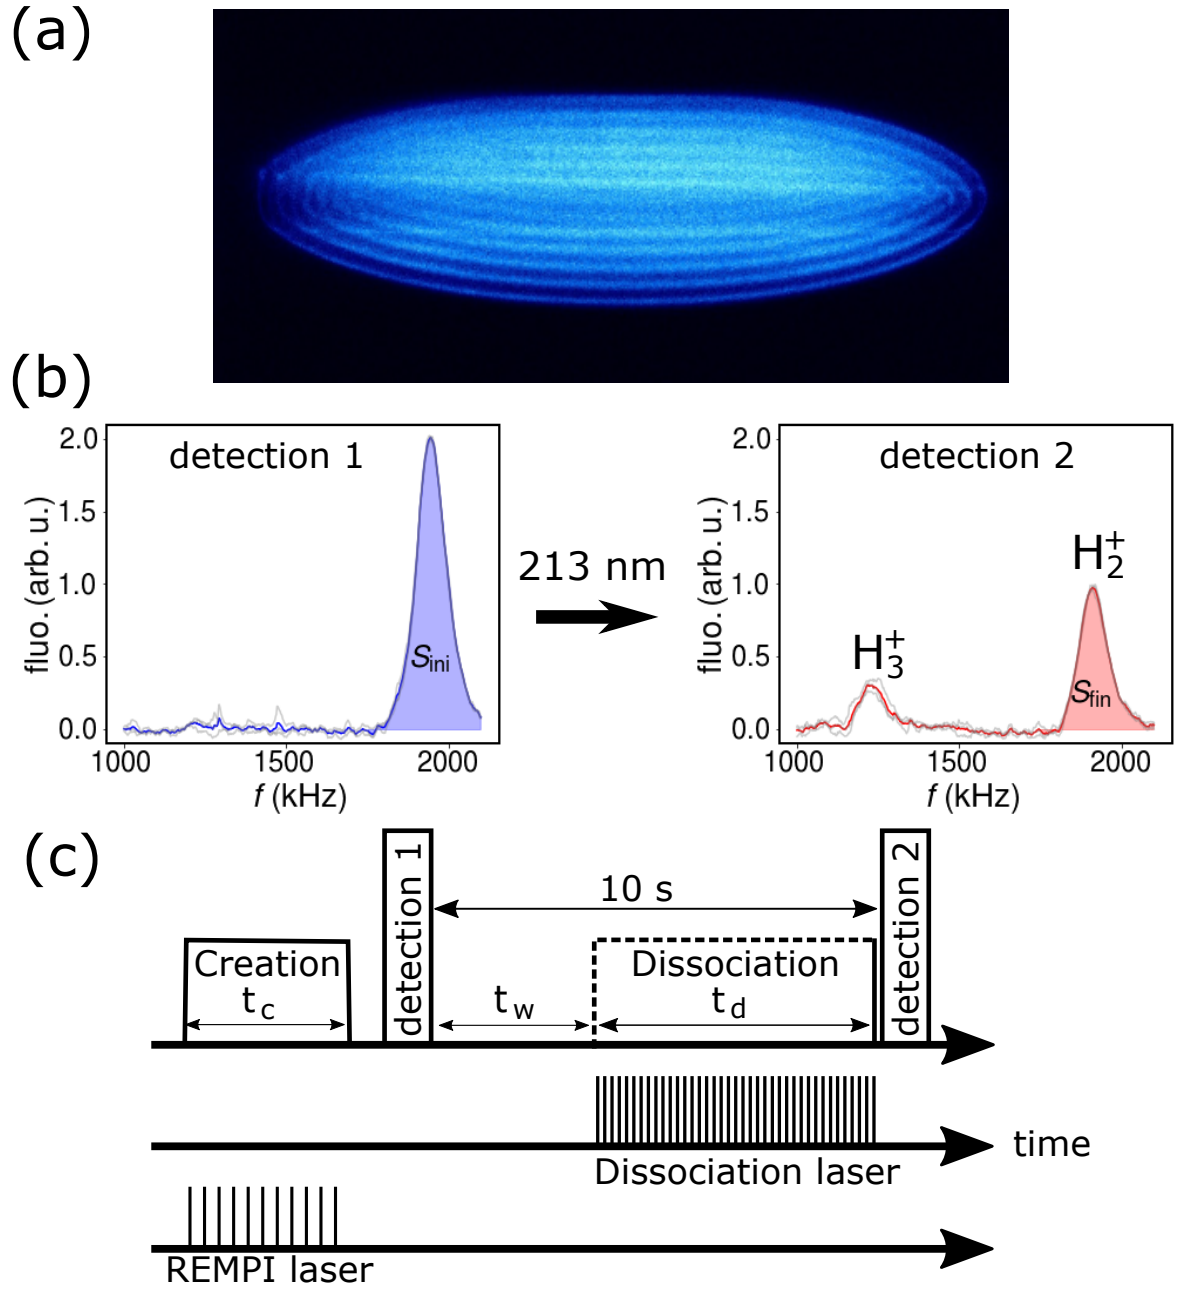 (a)
(b)
2.0
1.5
1.0
0.5
0.0
fluo. (arb. u.)
detection 1
S_ini
1000 1500 2000
f (kHz)
213 nm
2.0
1.5
1.0
0.5
0.0
fluo. (arb. u.)
detection 2
H₂⁺
H₃⁺
S_fin
1000 1500 2000
f (kHz)
(c)
detection 1
10 s
detection 2
Creation
t_c
t_w
Dissociation
t_d
time
Dissociation laser
REMPI laser